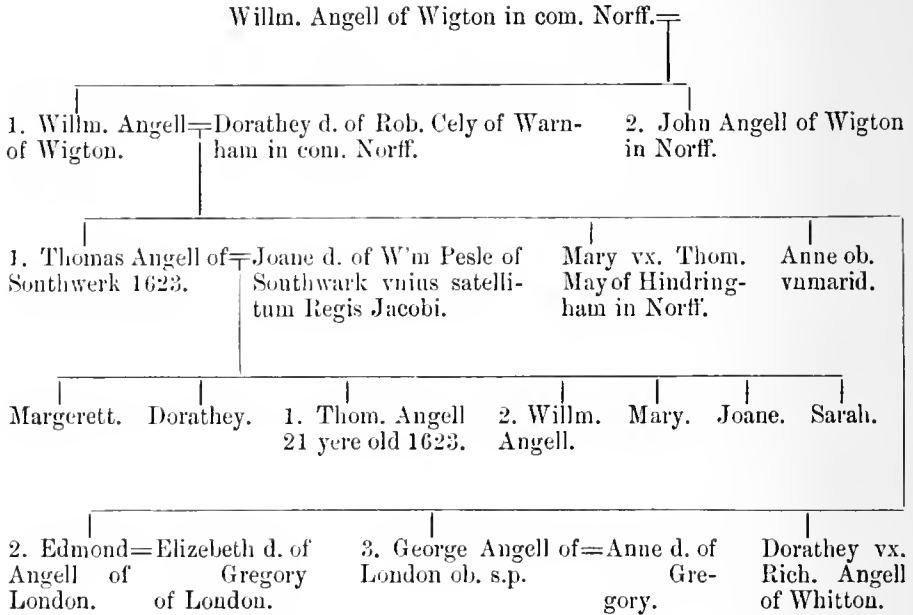 Willm. Angell of Wigton in com. Norff.=
1. Willm. Angell=Dorathey d. of Rob. Cely of Warn-
of Wigton. ham in com. Norff.
2. John Angell of Wigton
in Norff.
1. Thomas Angell of=Joane d. of W'm Pesle of
Southwerk 1623. Southwark vnius satelli-
tum Regis Jacobi.
Mary vx. Thom.
May of Hindring-
ham in Norff.
Anne ob.
vnmarid.
Margerett. Dorathey. 1. Thom. Angell
21 yere old 1623.
2. Willm.
Angell.
Mary. Joane. Sarah.
2. Edmond=Elizebeth d. of
Angell of Gregory
London. of London.
3. George Angell of=Anne d. of
London ob. s.p. Gre-
gory.
Dorathey vx.
Rich. Angell
of Whitton.